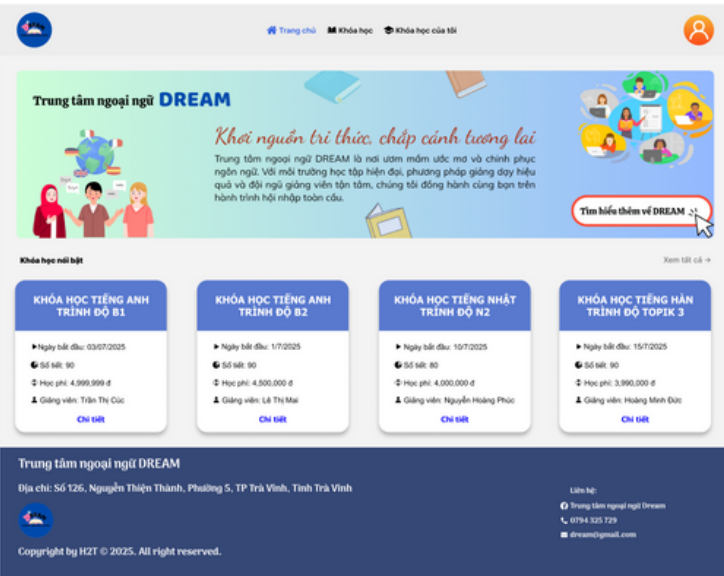 Trang chủ Khóa học Khóa học của tôi
Trung tâm ngoại ngữ DREAM
Khơi nguồn tri thức, chắp cánh tương lai
Trung tâm ngoại ngữ DREAM là nơi ươm mầm ước mơ và chinh phục
ngôn ngữ. Với môi trường học tập hiện đại, phương pháp giảng dạy hiệu
quả và đội ngũ giảng viên tận tâm, chúng tôi đồng hành cùng bạn trên
hành trình hội nhập toàn cầu.
Tìm hiểu thêm về DREAM
Khóa học nổi bật
Xem tất cả →
KHÓA HỌC TIẾNG ANH
TRÌNH ĐỘ B1
Ngày bắt đầu: 03/07/2025
Số tiết: 90
Học phí: 4,999,999 đ
Giảng viên: Trần Thị Cúc
Chi tiết
KHÓA HỌC TIẾNG ANH
TRÌNH ĐỘ B2
Ngày bắt đầu: 1/7/2025
Số tiết: 90
Học phí: 4,500,000 đ
Giảng viên: Lê Thị Mai
Chi tiết
KHÓA HỌC TIẾNG NHẬT
TRÌNH ĐỘ N2
Ngày bắt đầu: 10/7/2025
Số tiết: 80
Học phí: 4,000,000 đ
Giảng viên: Nguyễn Hoàng Phúc
Chi tiết
KHÓA HỌC TIẾNG HÀN
TRÌNH ĐỘ TOPIK 3
Ngày bắt đầu: 15/7/2025
Số tiết: 90
Học phí: 3,990,000 đ
Giảng viên: Hoàng Minh Đức
Chi tiết
Trung tâm ngoại ngữ DREAM
Địa chỉ: Số 126, Nguyễn Thiện Thành, Phường 5, TP Trà Vinh, Tỉnh Trà Vinh
Copyright by H2T © 2025. All right reserved.
Liên hệ:
Trung tâm ngoại ngữ Dream
0794 325 729
dream@gmail.com